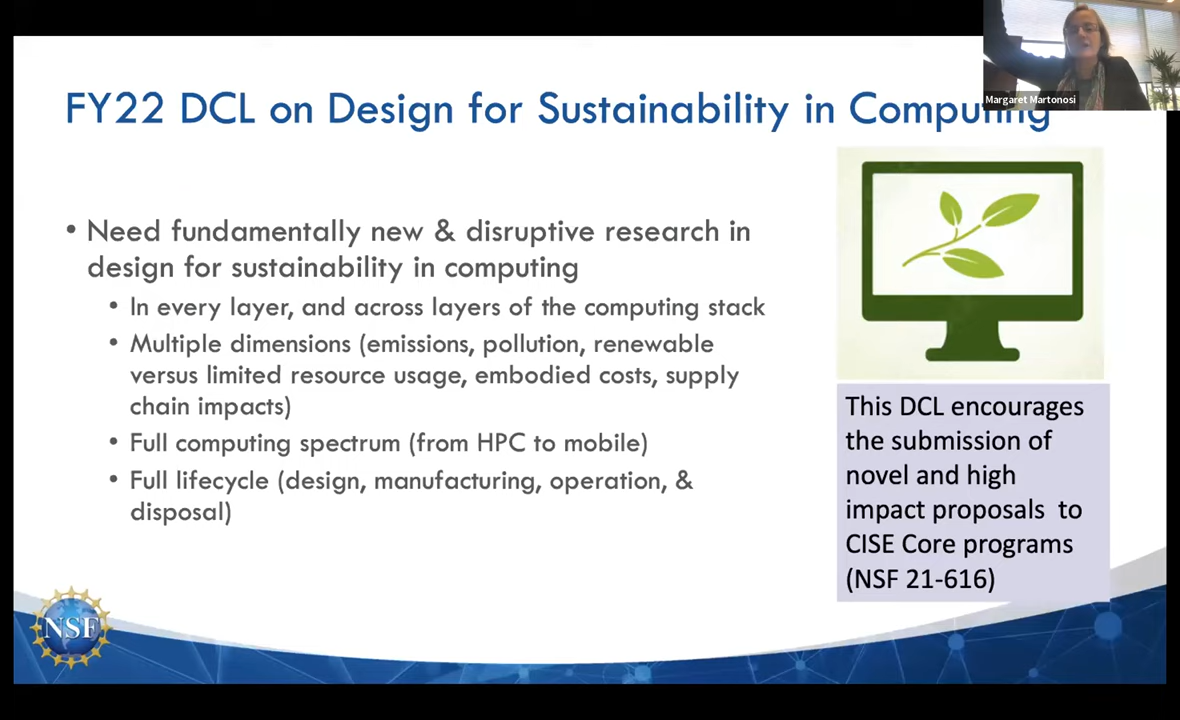 FY22 DCL on Design for Sustainability in Computing
Margaret Martonosi
• Need fundamentally new & disruptive research in
design for sustainability in computing
• In every layer, and across layers of the computing stack
• Multiple dimensions (emissions, pollution, renewable
versus limited resource usage, embodied costs, supply
chain impacts)
• Full computing spectrum (from HPC to mobile)
• Full lifecycle (design, manufacturing, operation, &
disposal)
This DCL encourages
the submission of
novel and high
impact proposals to
CISE Core programs
(NSF 21-616)
NSF